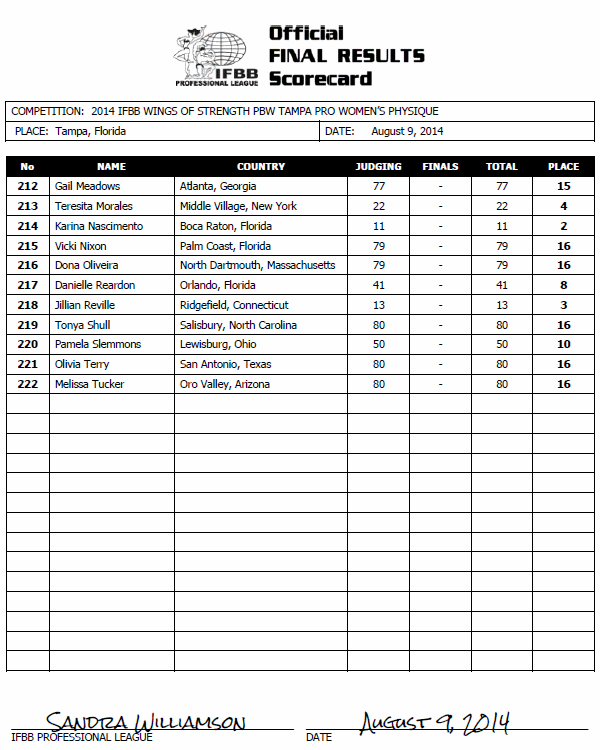 Official
FINAL RESULTS
Scorecard
IFBB
PROFESSIONAL LEAGUE
COMPETITION: 2014 IFBB WINGS OF STRENGTH PBW TAMPA PRO WOMEN'S PHYSIQUE
PLACE: Tampa, Florida DATE: August 9, 2014
No NAME COUNTRY JUDGING FINALS TOTAL PLACE
212 Gail Meadows Atlanta, Georgia 77 - 77 15
213 Teresita Morales Middle Village, New York 22 - 22 4
214 Karina Nascimento Boca Raton, Florida 11 - 11 2
215 Vicki Nixon Palm Coast, Florida 79 - 79 16
216 Dona Oliveira North Dartmouth, Massachusetts 79 - 79 16
217 Danielle Reardon Orlando, Florida 41 - 41 8
218 Jillian Reville Ridgefield, Connecticut 13 - 13 3
219 Tonya Shull Salisbury, North Carolina 80 - 80 16
220 Pamela Slemmons Lewisburg, Ohio 50 - 50 10
221 Olivia Terry San Antonio, Texas 80 - 80 16
222 Melissa Tucker Oro Valley, Arizona 80 - 80 16
SANDRA WILLIAMSON AUGUST 9, 2014
IFBB PROFESSIONAL LEAGUE DATE